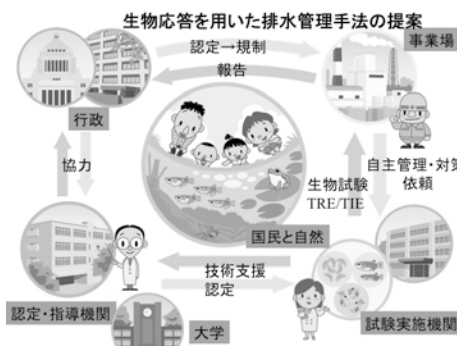 生物応答を用いた排水管理手法の提案
認定→規制
報告
事業場
行政
協力
生物試験
TRE/TIE
自主管理・対策
依頼
国民と自然
技術支援
認定
認定・指導機関
大学
試験実施機関